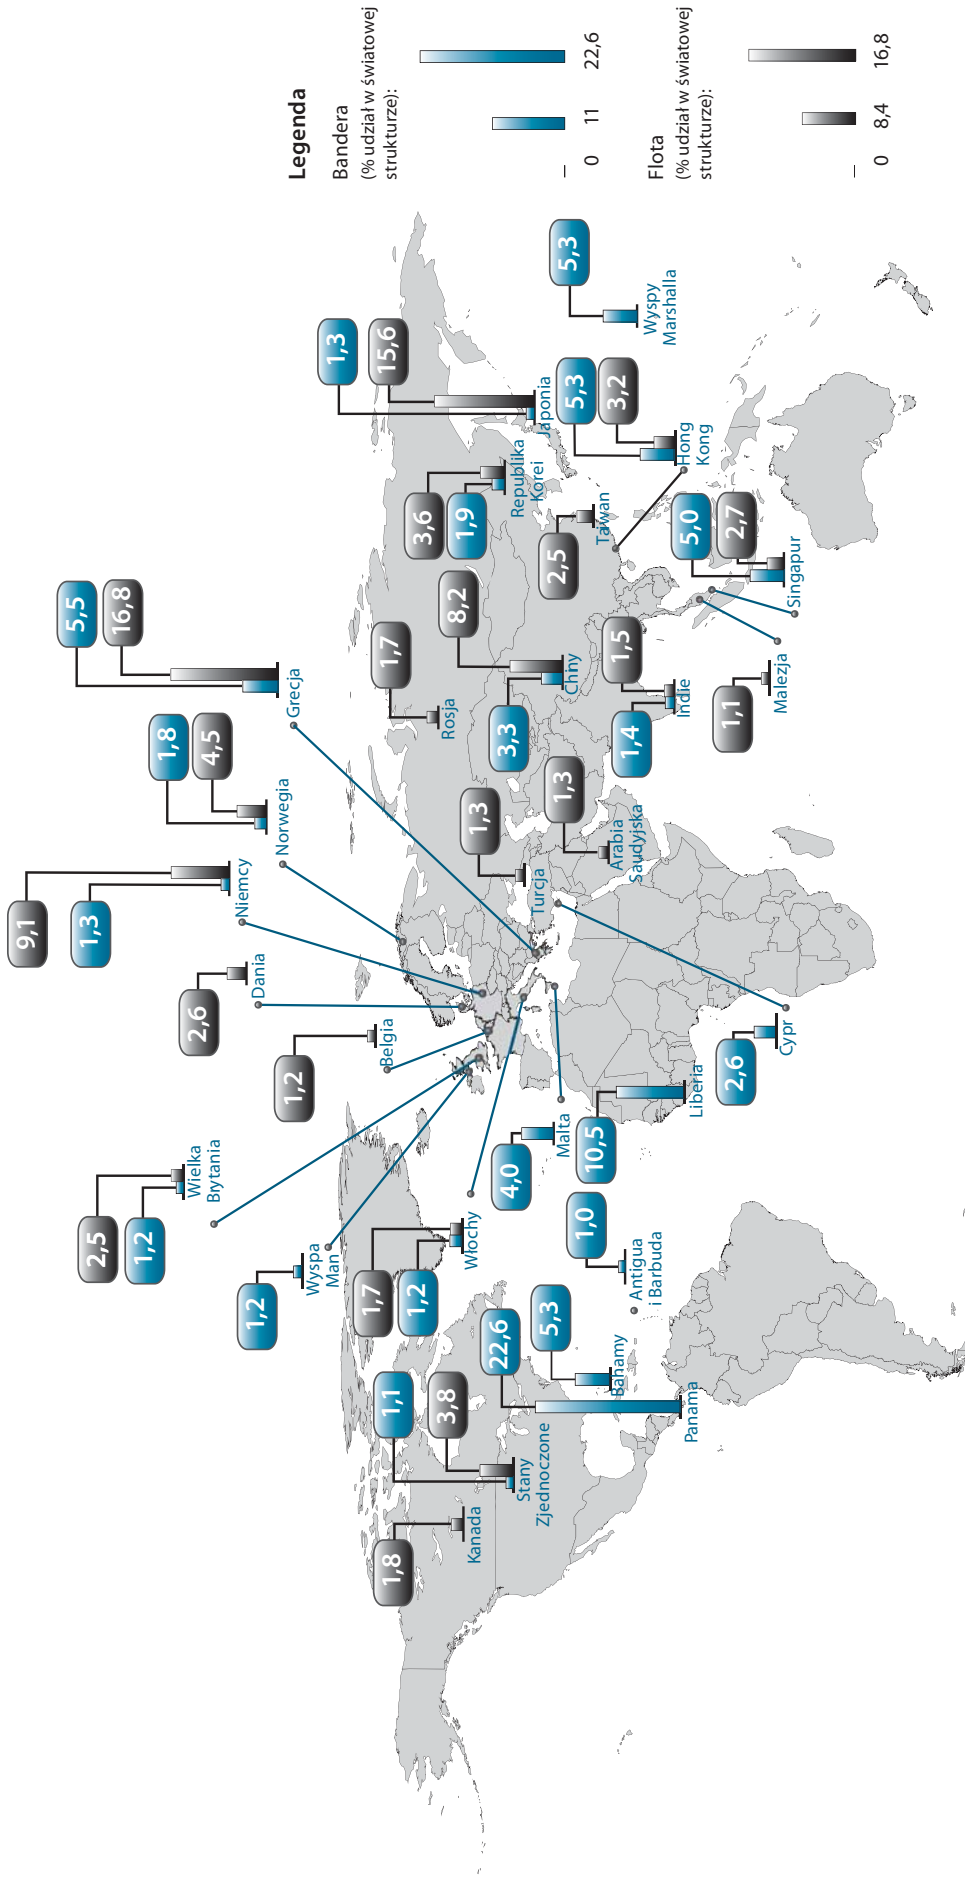 Legenda
Bandera
(% udział w światowej
strukturze):
0
11
22,6
Flota
(% udział w światowej
strukturze):
0
8,4
16,8
1,8
Kanada
1,1
3,8
Stany
Zjednoczone
22,6
Panama
5,3
Bahamy
1,0
Antigua
i Barbuda
1,2
Wyspa
Man
2,5
1,2
Wielka
Brytania
1,7
1,2
Włochy
4,0
Malta
10,5
Liberia
2,6
Cypr
1,2
Belgia
2,6
Dania
9,1
1,3
Niemcy
1,8
4,5
Norwegia
5,5
16,8
Grecja
1,3
Turcja
1,3
Arabia
Saudyjska
1,7
Rosja
8,2
3,3
Chiny
1,5
1,4
Indie
1,1
Malezja
5,0
2,7
Singapur
2,5
Tajwan
3,6
1,9
Republika
Korei
1,3
15,6
Japonia
5,3
3,2
Hong
Kong
5,3
Wyspy
Marshalla